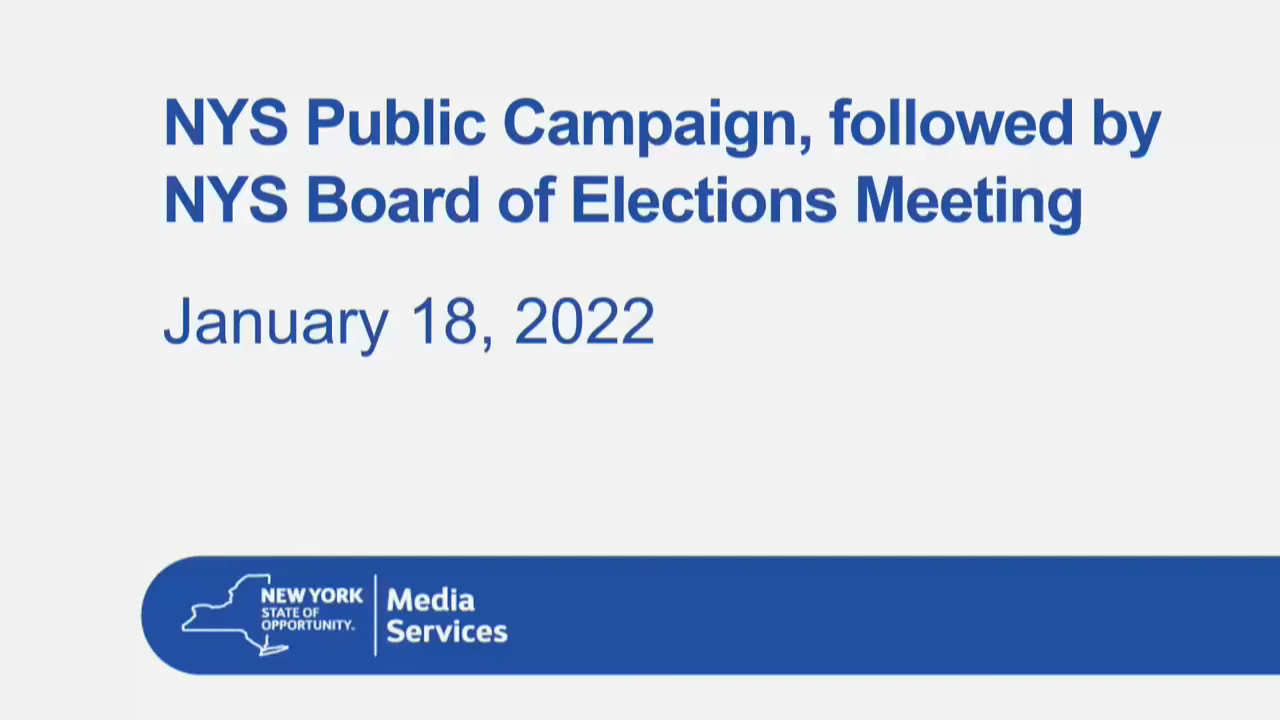 NYS Public Campaign, followed by
NYS Board of Elections Meeting
January 18, 2022
NEW YORK
STATE OF
OPPORTUNITY.
Media
Services